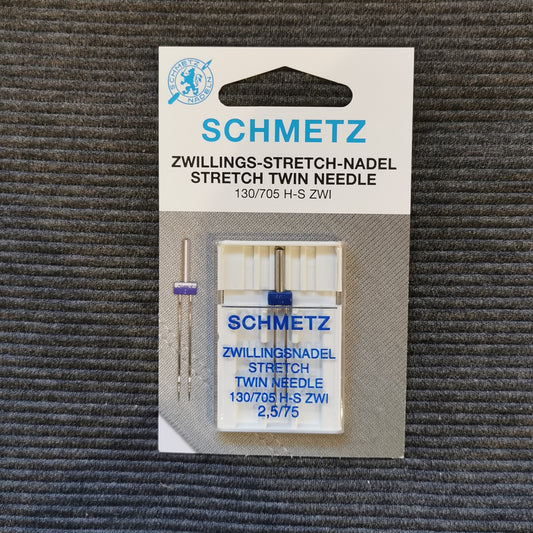 SCHMETZ
NADELN
SCHMETZ
ZWILLINGS-STRETCH-NADEL
STRETCH TWIN NEEDLE
130/705 H-S ZWI
SCHMETZ
ZWILLINGSNADEL
STRETCH
TWIN NEEDLE
130/705 H-S ZWI
2,5/75